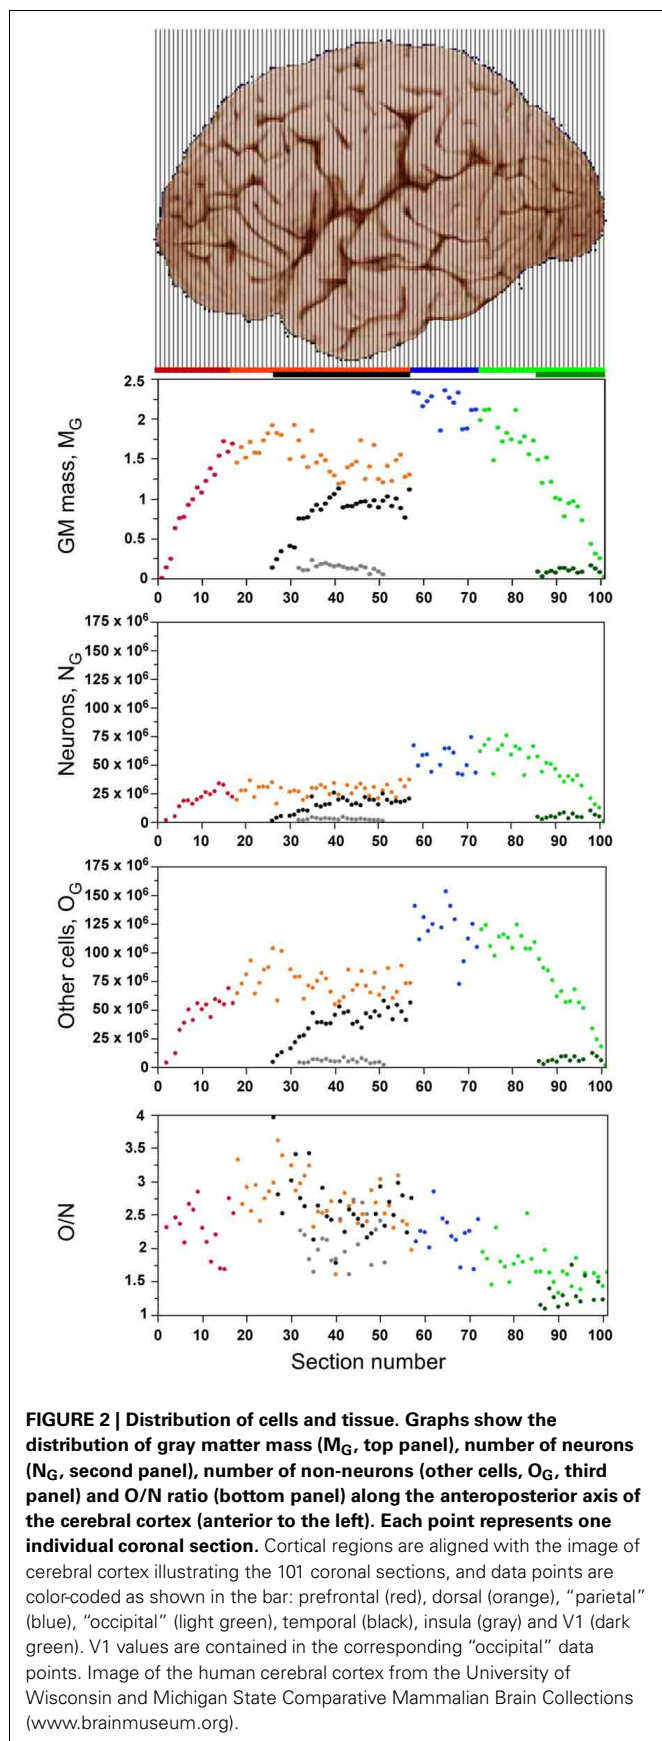 2.5
2
1.5
1
0.5
0
GM mass, MG
0 10 20 30 40 50 60 70 80 90 100
175 x 10⁶
150 x 10⁶
125 x 10⁶
100 x 10⁶
75 x 10⁶
50 x 10⁶
25 x 10⁶
0
Neurons, NG
0 10 20 30 40 50 60 70 80 90 100
175 x 10⁶
150 x 10⁶
125 x 10⁶
100 x 10⁶
75 x 10⁶
50 x 10⁶
25 x 10⁶
0
Other cells, OG
0 10 20 30 40 50 60 70 80 90 100
4
3.5
3
2.5
2
1.5
1
O/N
0 10 20 30 40 50 60 70 80 90 100
Section number
FIGURE 2 | Distribution of cells and tissue. Graphs show the
distribution of gray matter mass (MG, top panel), number of neurons
(NG, second panel), number of non-neurons (other cells, OG, third
panel) and O/N ratio (bottom panel) along the anteroposterior axis of
the cerebral cortex (anterior to the left). Each point represents one
individual coronal section. Cortical regions are aligned with the image of
cerebral cortex illustrating the 101 coronal sections, and data points are
color-coded as shown in the bar: prefrontal (red), dorsal (orange), “parietal”
(blue), “occipital” (light green), temporal (black), insula (gray) and V1 (dark
green). V1 values are contained in the corresponding “occipital” data
points. Image of the human cerebral cortex from the University of
Wisconsin and Michigan State Comparative Mammalian Brain Collections
(www.brainmuseum.org).